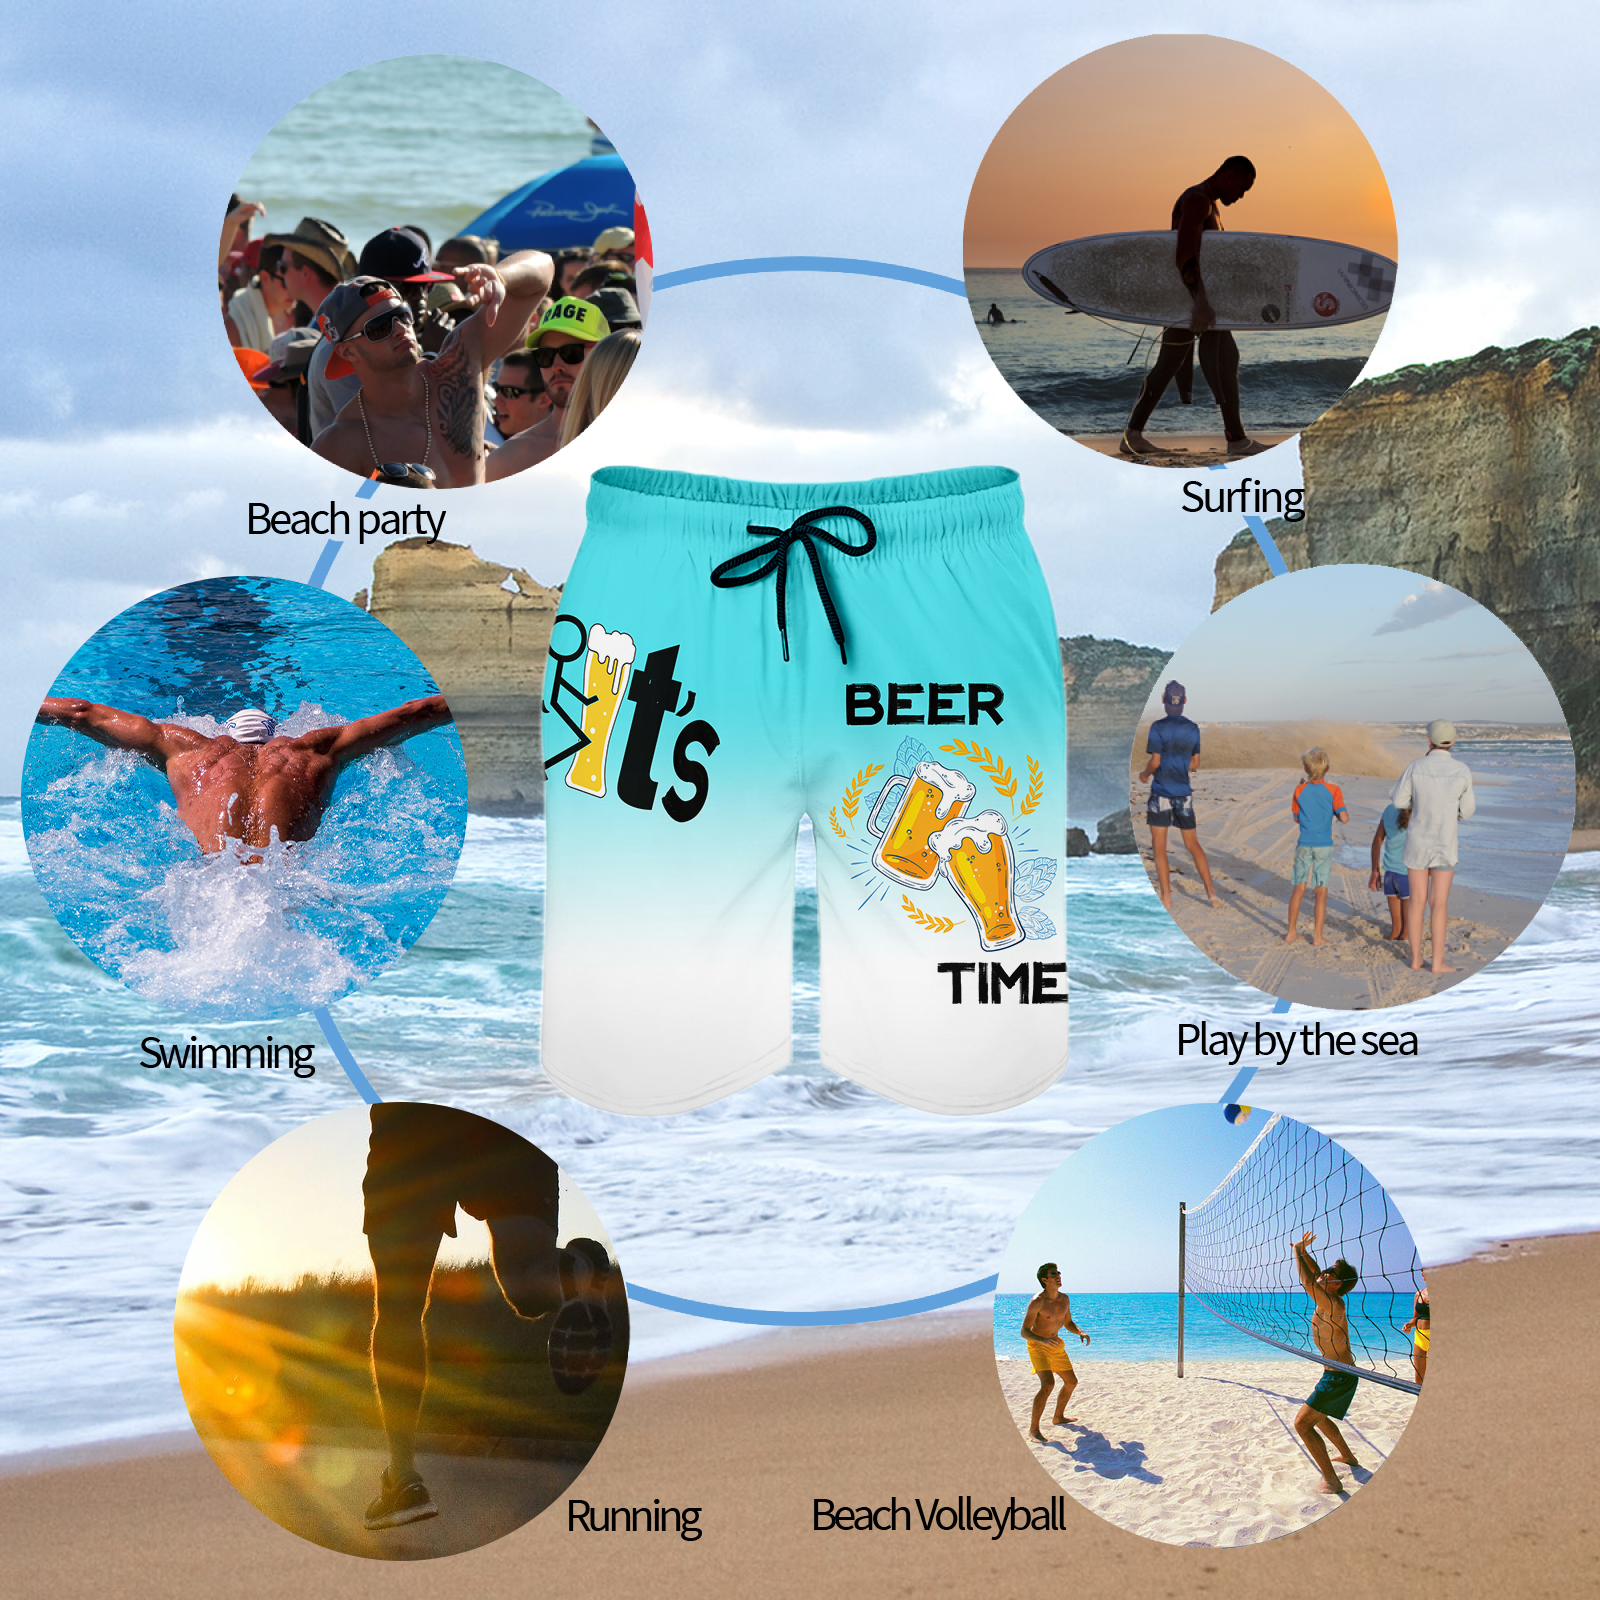 RAGE
Beach party
Surfing
It's
BEER
TIME
Swimming
Play by the sea
Running
Beach Volleyball